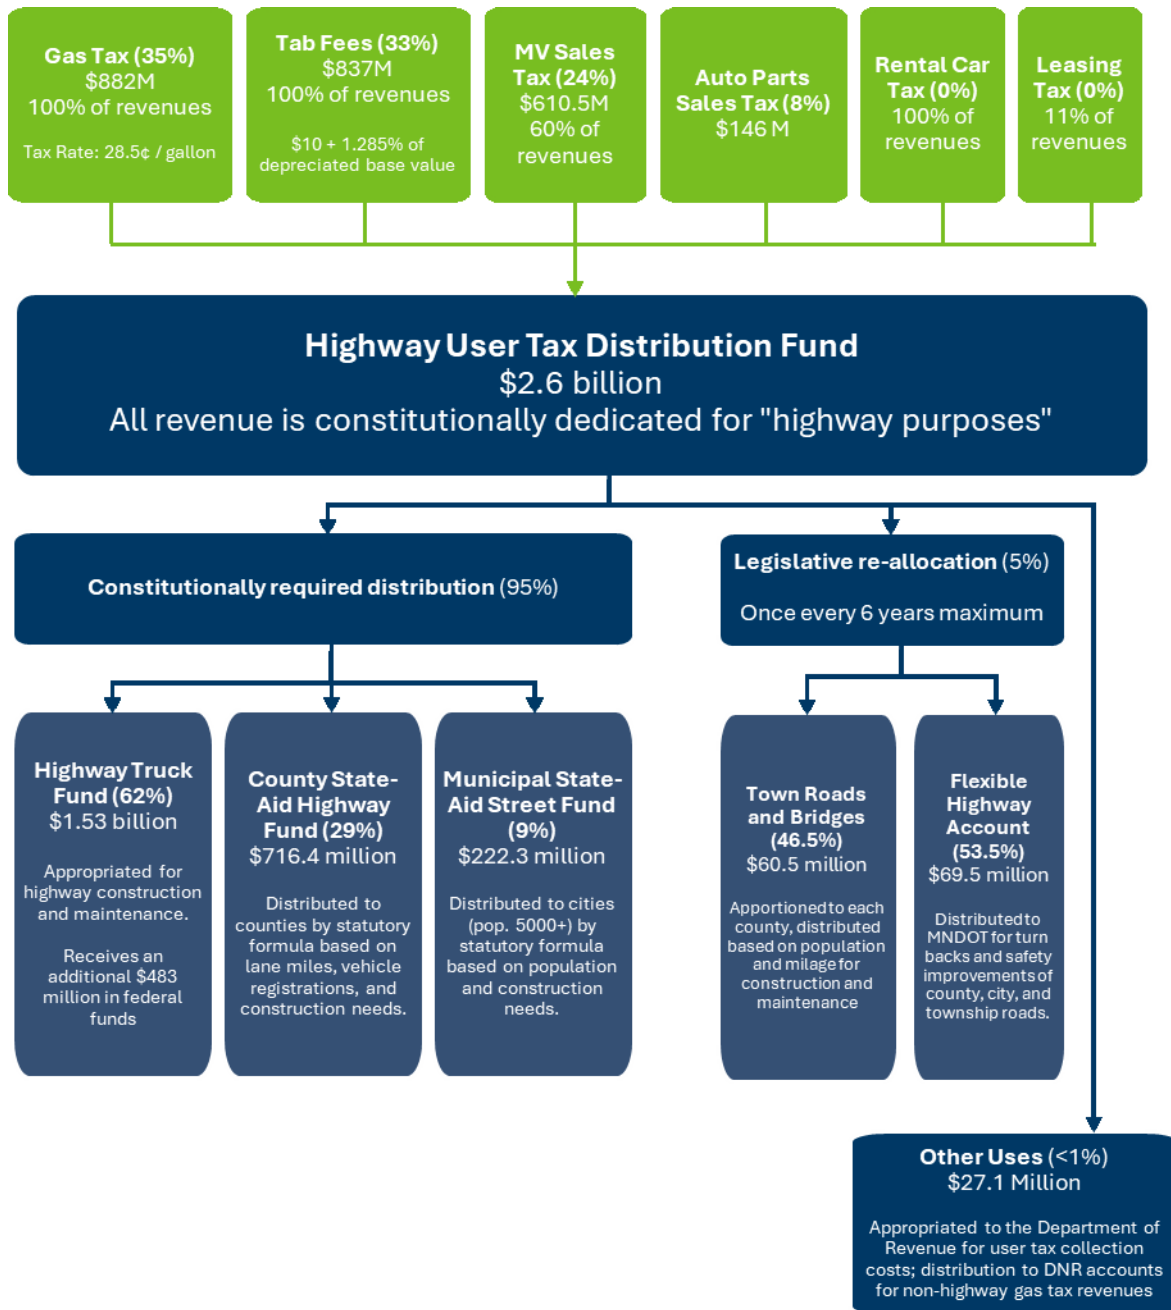 Gas Tax (35%)
$882M
100% of revenues
Tax Rate: 28.5¢ / gallon
Tab Fees (33%)
$837M
100% of revenues
$10 + 1.285% of
depreciated base value
MV Sales
Tax (24%)
$610.5M
60% of
revenues
Auto Parts
Sales Tax (8%)
$146 M
Rental Car
Tax (0%)
100% of
revenues
Leasing
Tax (0%)
11% of
revenues
Highway User Tax Distribution Fund
$2.6 billion
All revenue is constitutionally dedicated for "highway purposes"
Constitutionally required distribution (95%)
Legislative re-allocation (5%)
Once every 6 years maximum
Highway Truck
Fund (62%)
$1.53 billion
Appropriated for
highway construction
and maintenance.
Receives an
additional $483
million in federal
funds
County State-
Aid Highway
Fund (29%)
$716.4 million
Distributed to
counties by statutory
formula based on
lane miles, vehicle
registrations, and
construction needs.
Municipal State-
Aid Street Fund
(9%)
$222.3 million
Distributed to cities
(pop. 5000+) by
statutory formula
based on population
and construction
needs.
Town Roads
and Bridges
(46.5%)
$60.5 million
Apportioned to each
county, distributed
based on population
and milage for
construction and
maintenance
Flexible
Highway
Account
(53.5%)
$69.5 million
Distributed to
MNDOT for turn
backs and safety
improvements of
county, city, and
township roads.
Other Uses (<1%)
$27.1 Million
Appropriated to the Department of
Revenue for user tax collection
costs; distribution to DNR accounts
for non-highway gas tax revenues